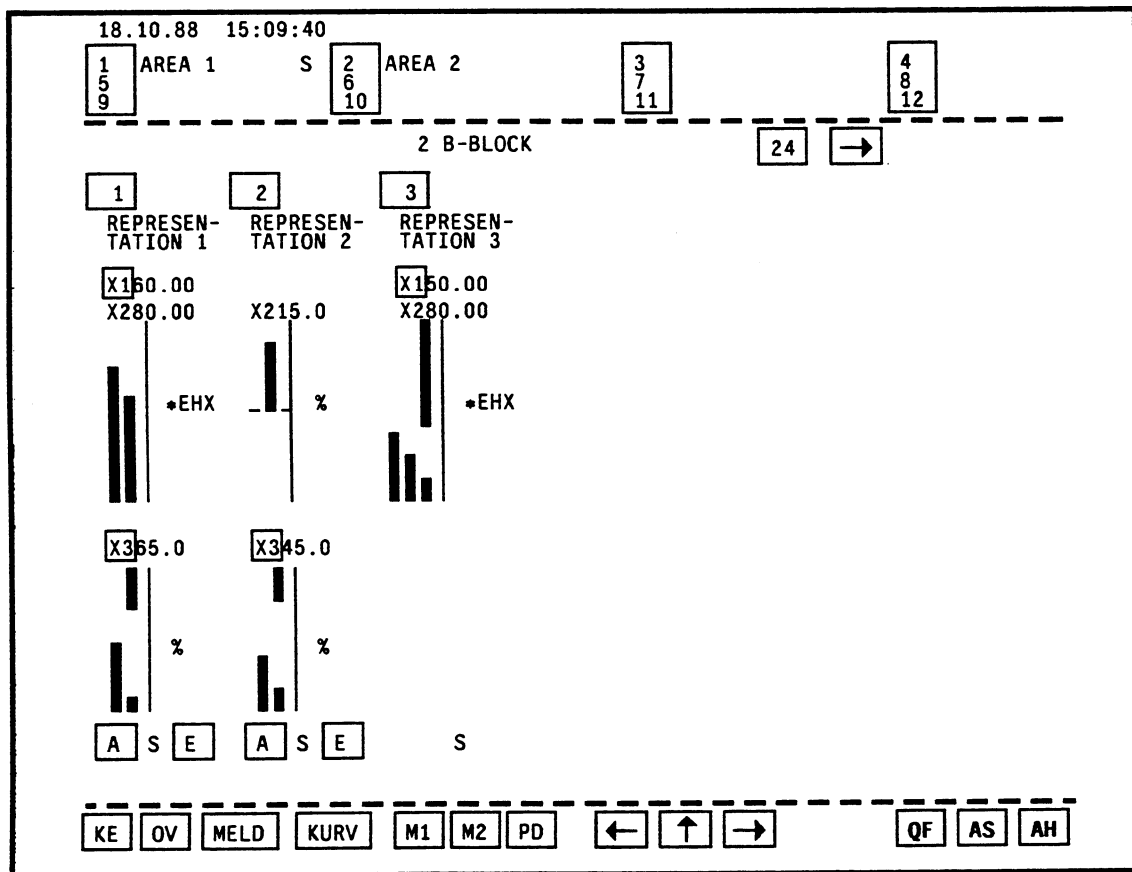 18.10.88 15:09:40
1 AREA 1 S 2 AREA 2 3 4
5 6 7 8
9 10 11 12
2 B-BLOCK 24 →
1 2 3
REPRESEN- REPRESEN- REPRESEN-
TATION 1 TATION 2 TATION 3
X160.00 X150.00
X280.00 X215.0 X280.00
*EHX % *EHX
X365.0 X345.0
% %
A S E A S E S
KE OV MELD KURV M1 M2 PD ← ↑ → QF AS AH